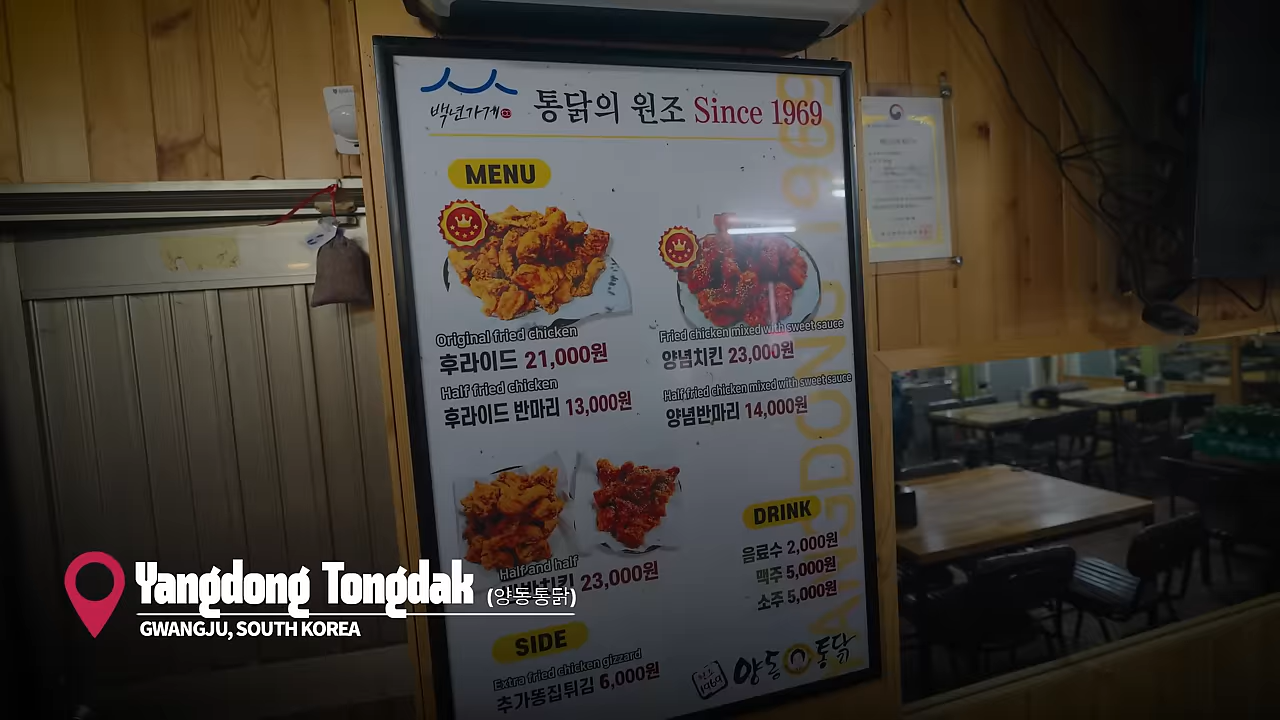 백년가게
통닭의 원조 Since 1969
MENU
Original fried chicken
후라이드 21,000원
Half fried chicken
후라이드 반마리 13,000원
Fried chicken mixed with sweet sauce
양념치킨 23,000원
Half fried chicken mixed with sweet sauce
양념반마리 14,000원
Half and half
23,000원
DRINK
음료수 2,000원
맥주 5,000원
소주 5,000원
SIDE
Extra fried chicken gizzard
추가똥집튀김 6,000원
양동통닭
YANGDONG 1969
Yangdong Tongdak (양동통닭)
GWANGJU, SOUTH KOREA